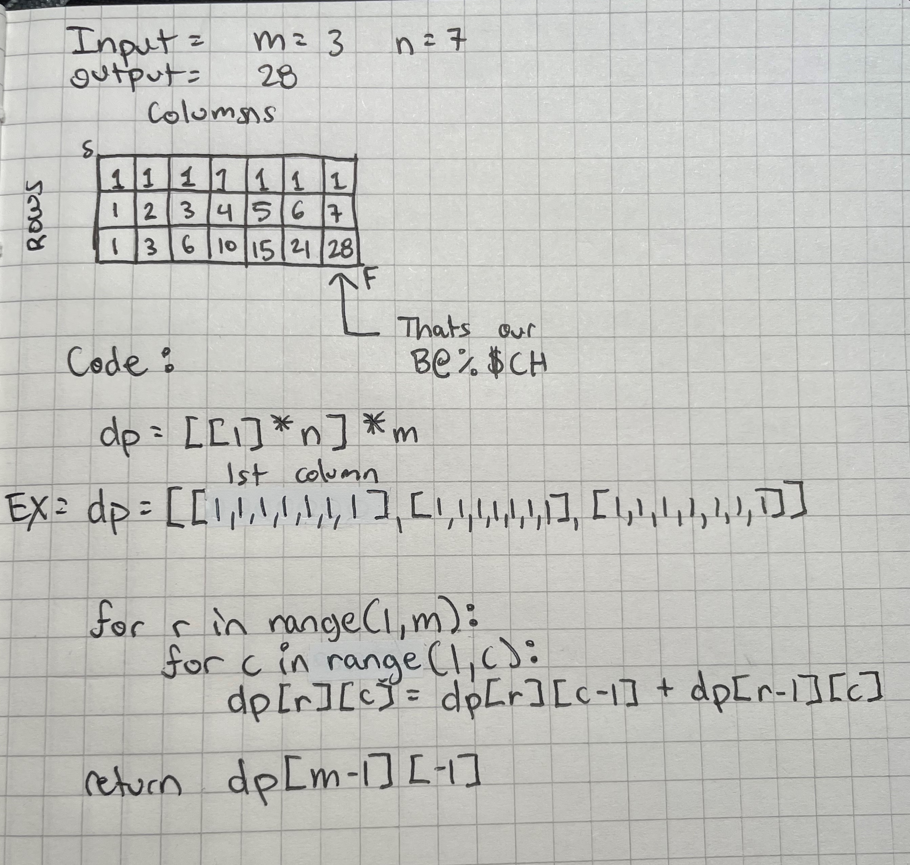 Input = m = 3 n = 7
output = 28
Colomsns
S
ROWS
1 1 1 1 1 1 1
1 2 3 4 5 6 7
1 3 6 10 15 21 28
F
Thats our
B@%$CH
Code :
dp = [[1]*n]*m
1st column
EX = dp = [[1,1,1,1,1,1,1], [1,1,1,1,1,1,1], [1,1,1,1,1,1,1]]
for r in range(1,m):
for c in range(1,c):
dp[r][c] = dp[r][c-1] + dp[r-1][c]
return dp[m-1][-1]